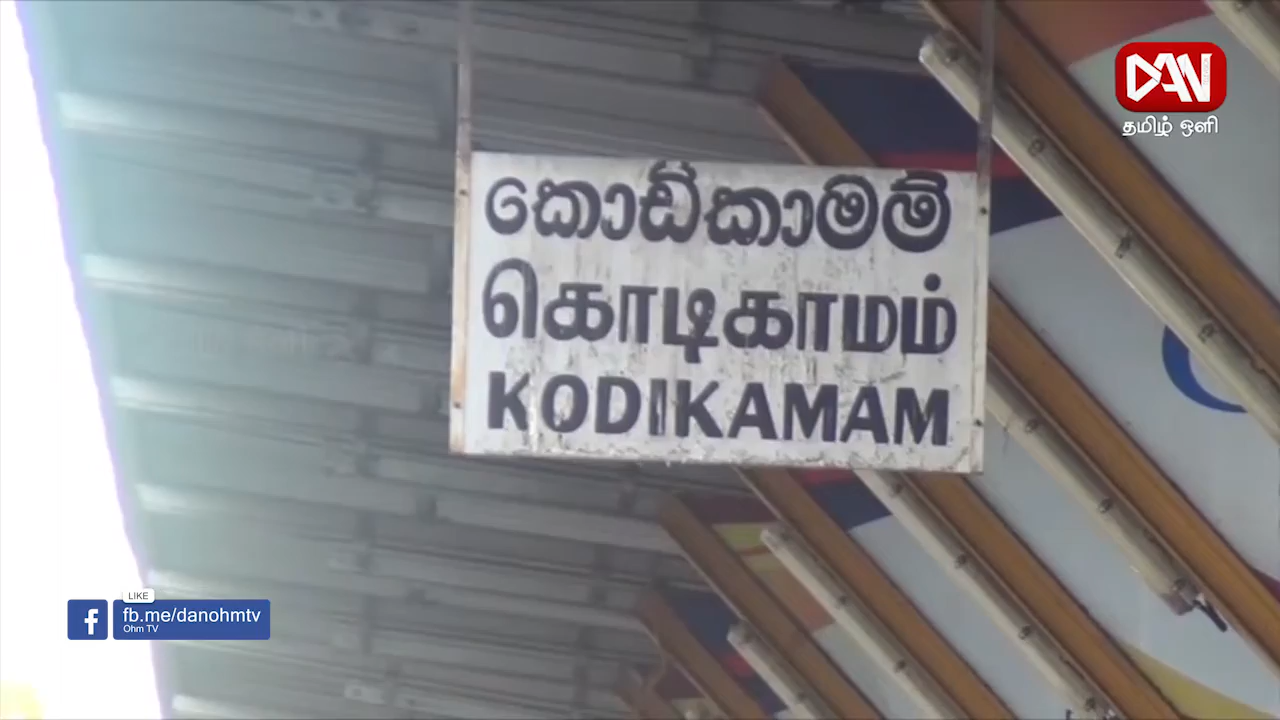 DAN
தமிழ் ஒளி
කොඩිකාමම්
கொடிகாமம்
KODIKAMAM
LIKE
fb.me/danohmtv
Ohm TV